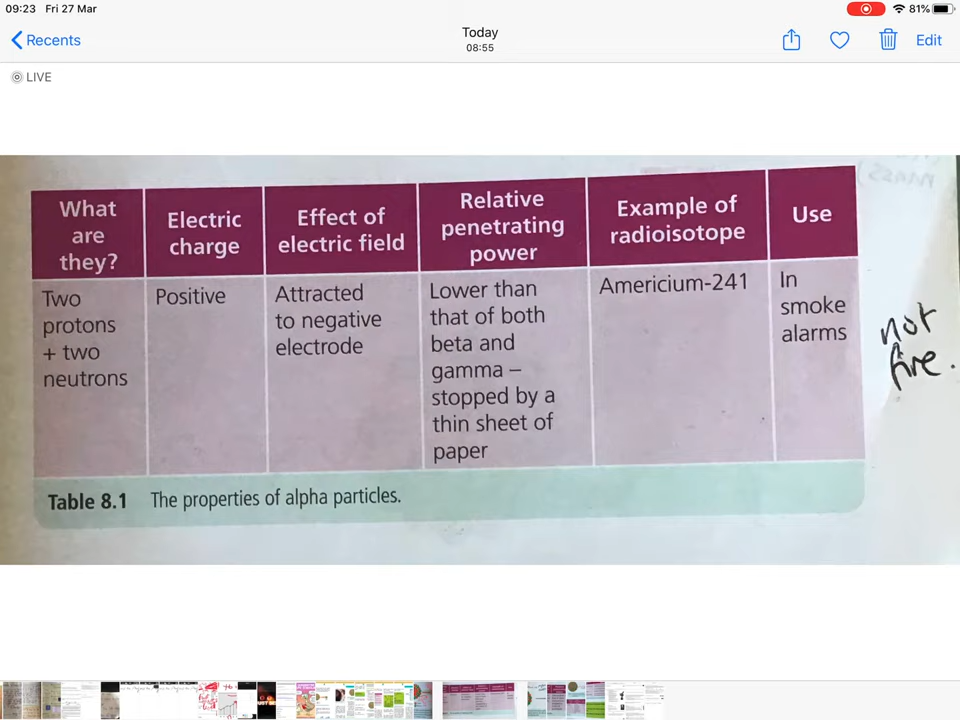 09:23 Fri 27 Mar
81%
Recents
Today
08:55
Edit
LIVE
What are they?
Electric charge
Effect of electric field
Relative penetrating power
Example of radioisotope
Use
Two protons + two neutrons
Positive
Attracted to negative electrode
Lower than that of both beta and gamma – stopped by a thin sheet of paper
Americium-241
In smoke alarms
not
fire.
Table 8.1 The properties of alpha particles.